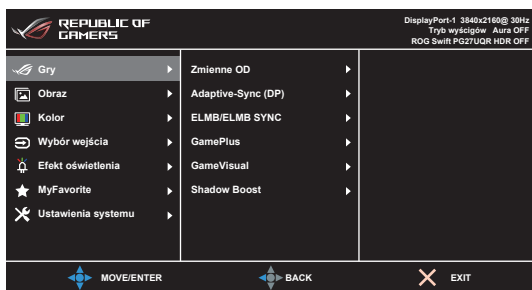 REPUBLIC OF
GAMERS
DisplayPort-1 3840x2160@ 30Hz
Tryb wyścigów Aura OFF
ROG Swift PG27UQR HDR OFF
Gry
Obraz
Kolor
Wybór wejścia
Efekt oświetlenia
MyFavorite
Ustawienia systemu
Zmienne OD
Adaptive-Sync (DP)
ELMB/ELMB SYNC
GamePlus
GameVisual
Shadow Boost
MOVE/ENTER
BACK
EXIT